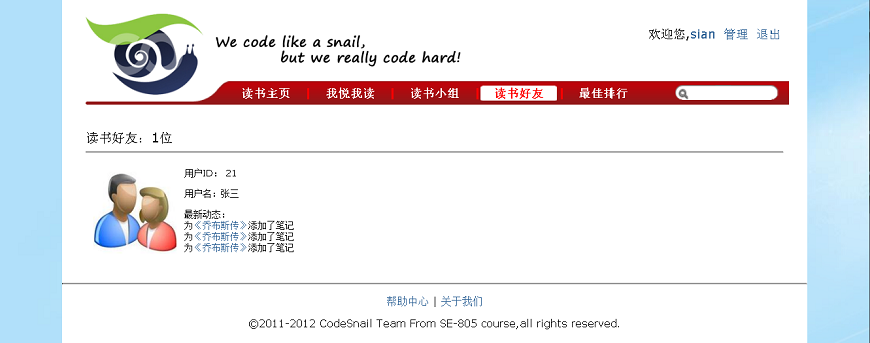 欢迎您,sian 管理 退出
We code like a snail,
but we really code hard!
读书主页 | 我悦我读 | 读书小组 | 读书好友 | 最佳排行
读书好友：1位
用户ID： 21
用户名：张三
最新动态：
为《乔布斯传》添加了笔记
为《乔布斯传》添加了笔记
为《乔布斯传》添加了笔记
帮助中心 | 关于我们
©2011-2012 CodeSnail Team From SE-805 course,all rights reserved.